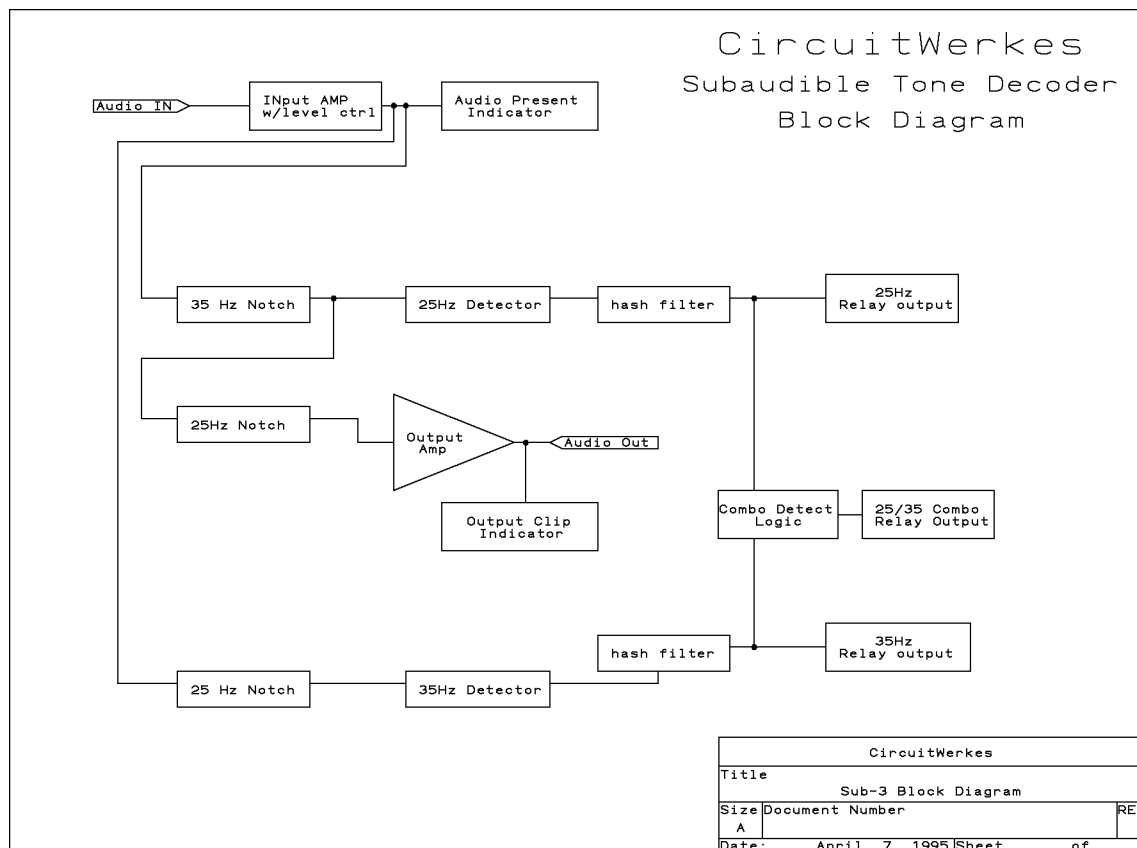 CircuitWerkes
Subaudible Tone Decoder
Block Diagram
Audio IN
INput AMP
w/level ctrl
Audio Present
Indicator
35 Hz Notch
25Hz Detector
hash filter
25Hz
Relay output
25Hz Notch
Output
Amp
Audio Out
Output Clip
Indicator
Combo Detect
Logic
25/35 Combo
Relay Output
25 Hz Notch
35Hz Detector
hash filter
35Hz
Relay output
CircuitWerkes
Title
Sub-3 Block Diagram
Size
A
Document Number
RE
Date: April 7 1995
Sheet of